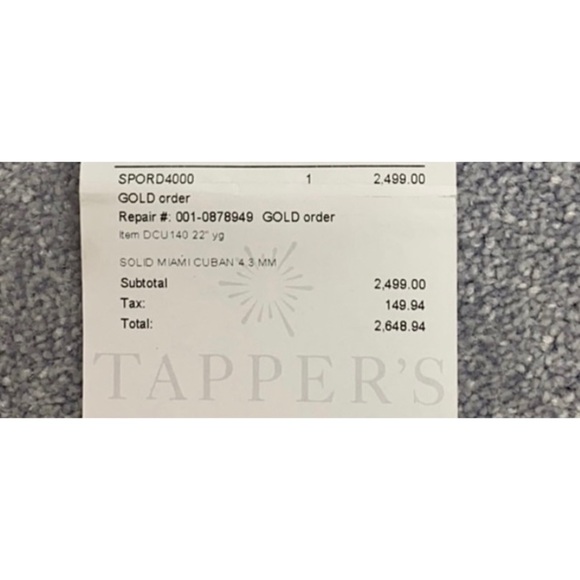 SPORD4000 1 2,499.00
GOLD order
Repair #: 001-0878949 GOLD order
Item DCU140 22" yg
SOLID MIAMI CUBAN 4.3 MM
Subtotal 2,499.00
Tax: 149.94
Total: 2,648.94
TAPPER'S